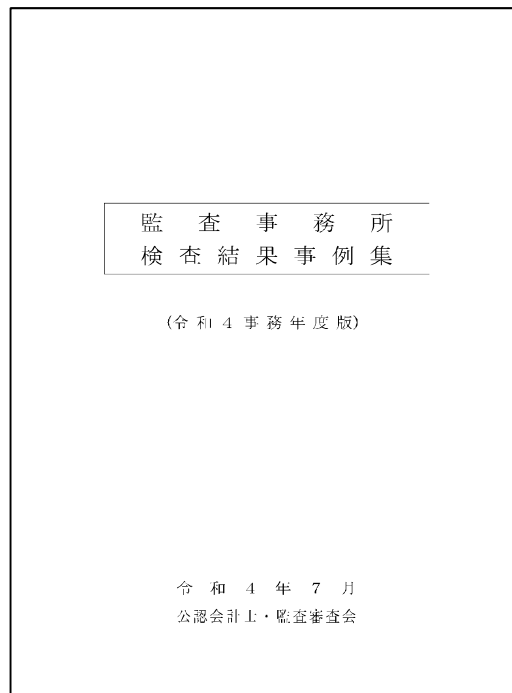 監査事務所
検査結果事例集
(令和4事務年度版)
令和4年7月
公認会計士・監査審査会